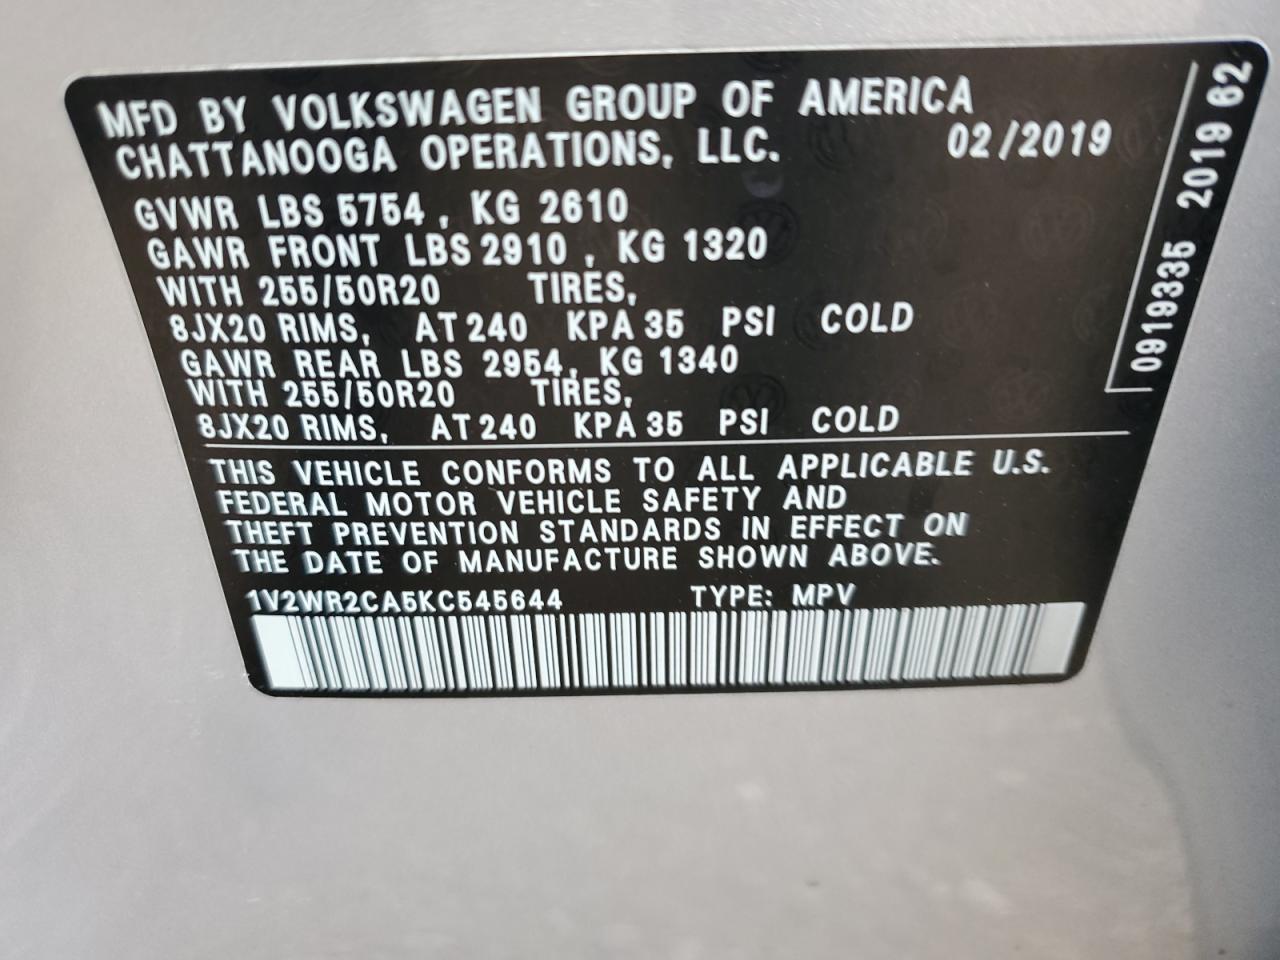 MFD BY VOLKSWAGEN GROUP OF AMERICA
CHATTANOOGA OPERATIONS, LLC. 02/2019
GVWR LBS 5754, KG 2610
GAWR FRONT LBS 2910, KG 1320
WITH 255/50R20 TIRES,
8JX20 RIMS, AT 240 KPA 35 PSI COLD
GAWR REAR LBS 2954, KG 1340
WITH 255/50R20 TIRES,
8JX20 RIMS, AT 240 KPA 35 PSI COLD
THIS VEHICLE CONFORMS TO ALL APPLICABLE U.S.
FEDERAL MOTOR VEHICLE SAFETY AND
THEFT PREVENTION STANDARDS IN EFFECT ON
THE DATE OF MANUFACTURE SHOWN ABOVE.
1V2WR2CA5KC545644 TYPE: MPV
0919335 2019 62